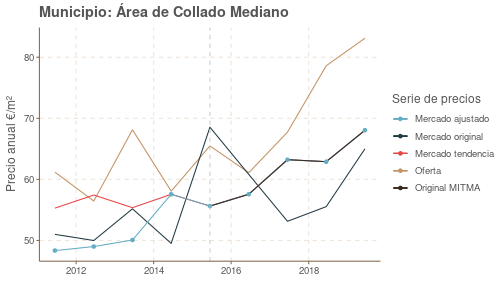 Municipio: Área de Collado Mediano
Precio anual €/m²
80
70
60
50
2012
2014
2016
2018
Serie de precios
Mercado ajustado
Mercado original
Mercado tendencia
Oferta
Original MITMA